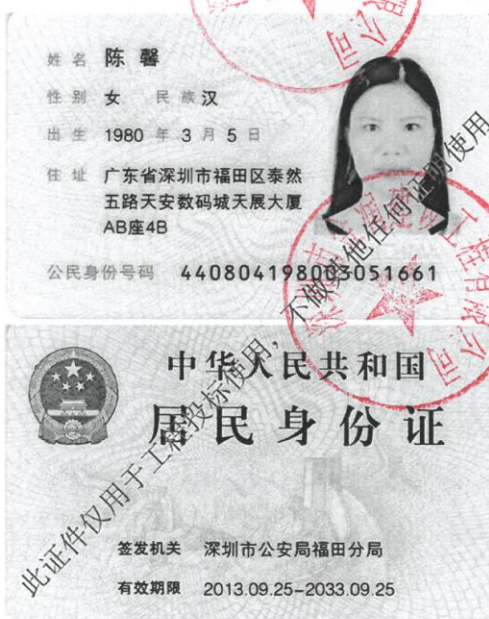 姓名 陈馨
性别 女 民族 汉
出生 1980 年 3 月 5 日
住址 广东省深圳市福田区泰然
五路天安数码城天展大厦
AB座4B
公民身份号码 440804198003051661
中华人民共和国
居民身份证
签发机关 深圳市公安局福田分局
有效期限 2013.09.25-2033.09.25
此证件仅用于工程投标使用，不做其他任何证明使用